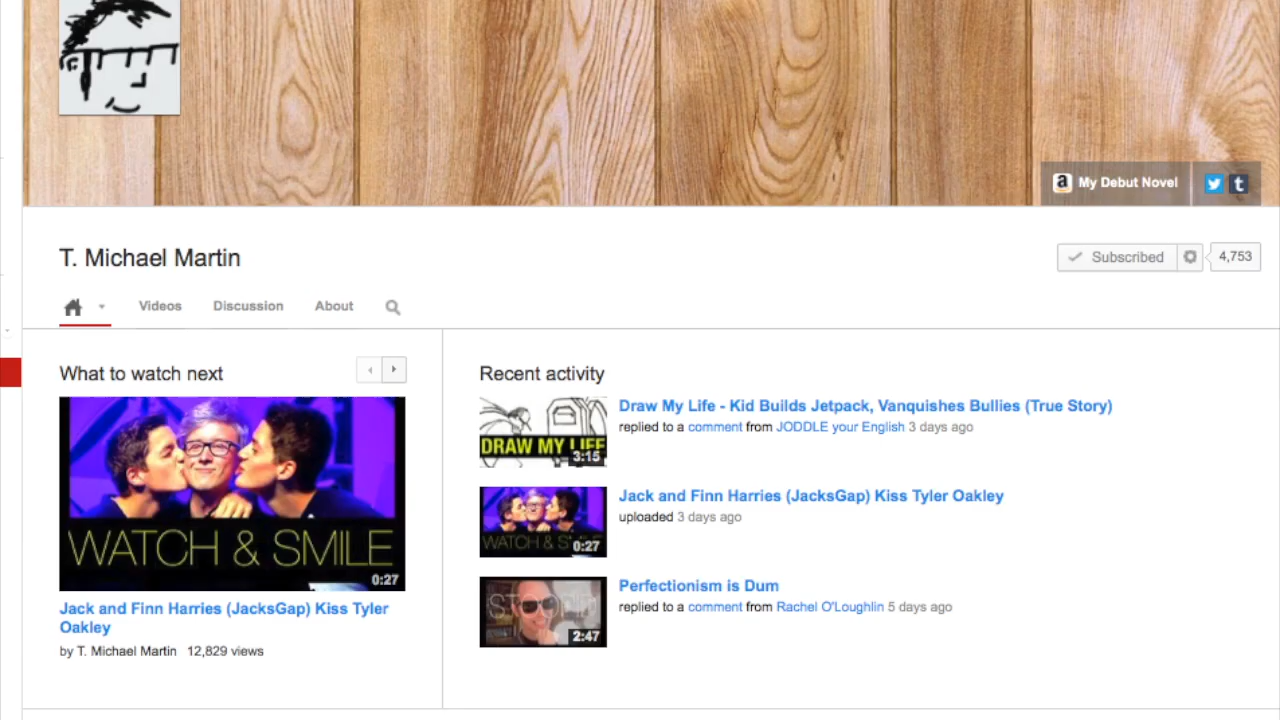 a My Debut Novel
t
T. Michael Martin
Subscribed 4,753
Videos Discussion About
What to watch next
WATCH & SMILE
0:27
Jack and Finn Harries (JacksGap) Kiss Tyler
Oakley
by T. Michael Martin 12,829 views
Recent activity
DRAW MY LIFE
3:15
Draw My Life - Kid Builds Jetpack, Vanquishes Bullies (True Story)
replied to a comment from JODDLE your English 3 days ago
WATCH & S
0:27
Jack and Finn Harries (JacksGap) Kiss Tyler Oakley
uploaded 3 days ago
2:47
Perfectionism is Dum
replied to a comment from Rachel O'Loughlin 5 days ago